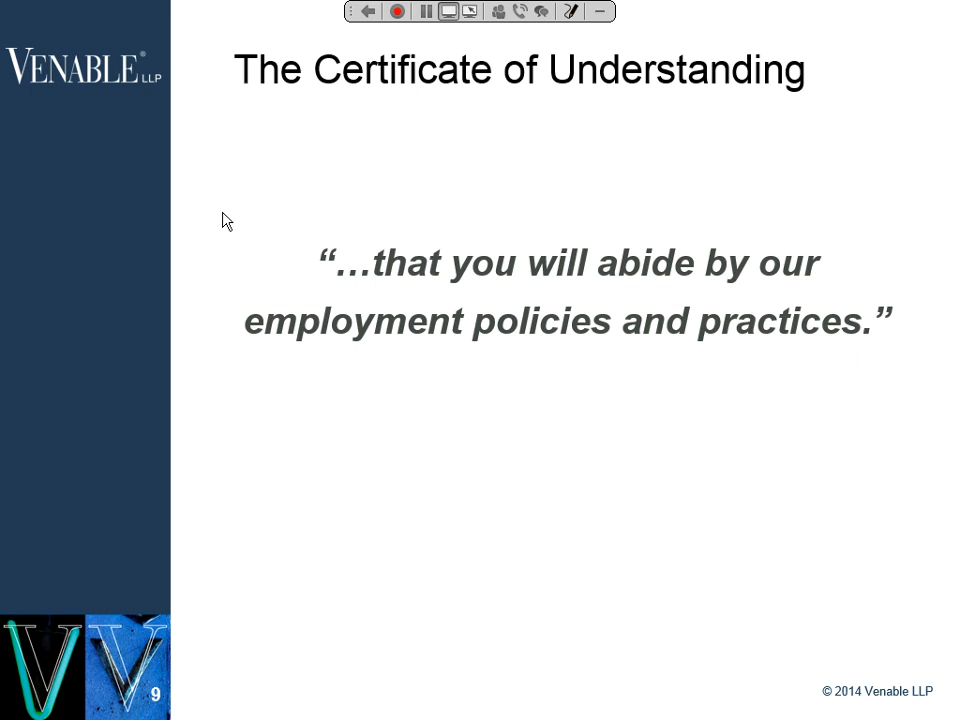 VENABLE® LLP
The Certificate of Understanding
“…that you will abide by our
employment policies and practices.”
9
© 2014 Venable LLP